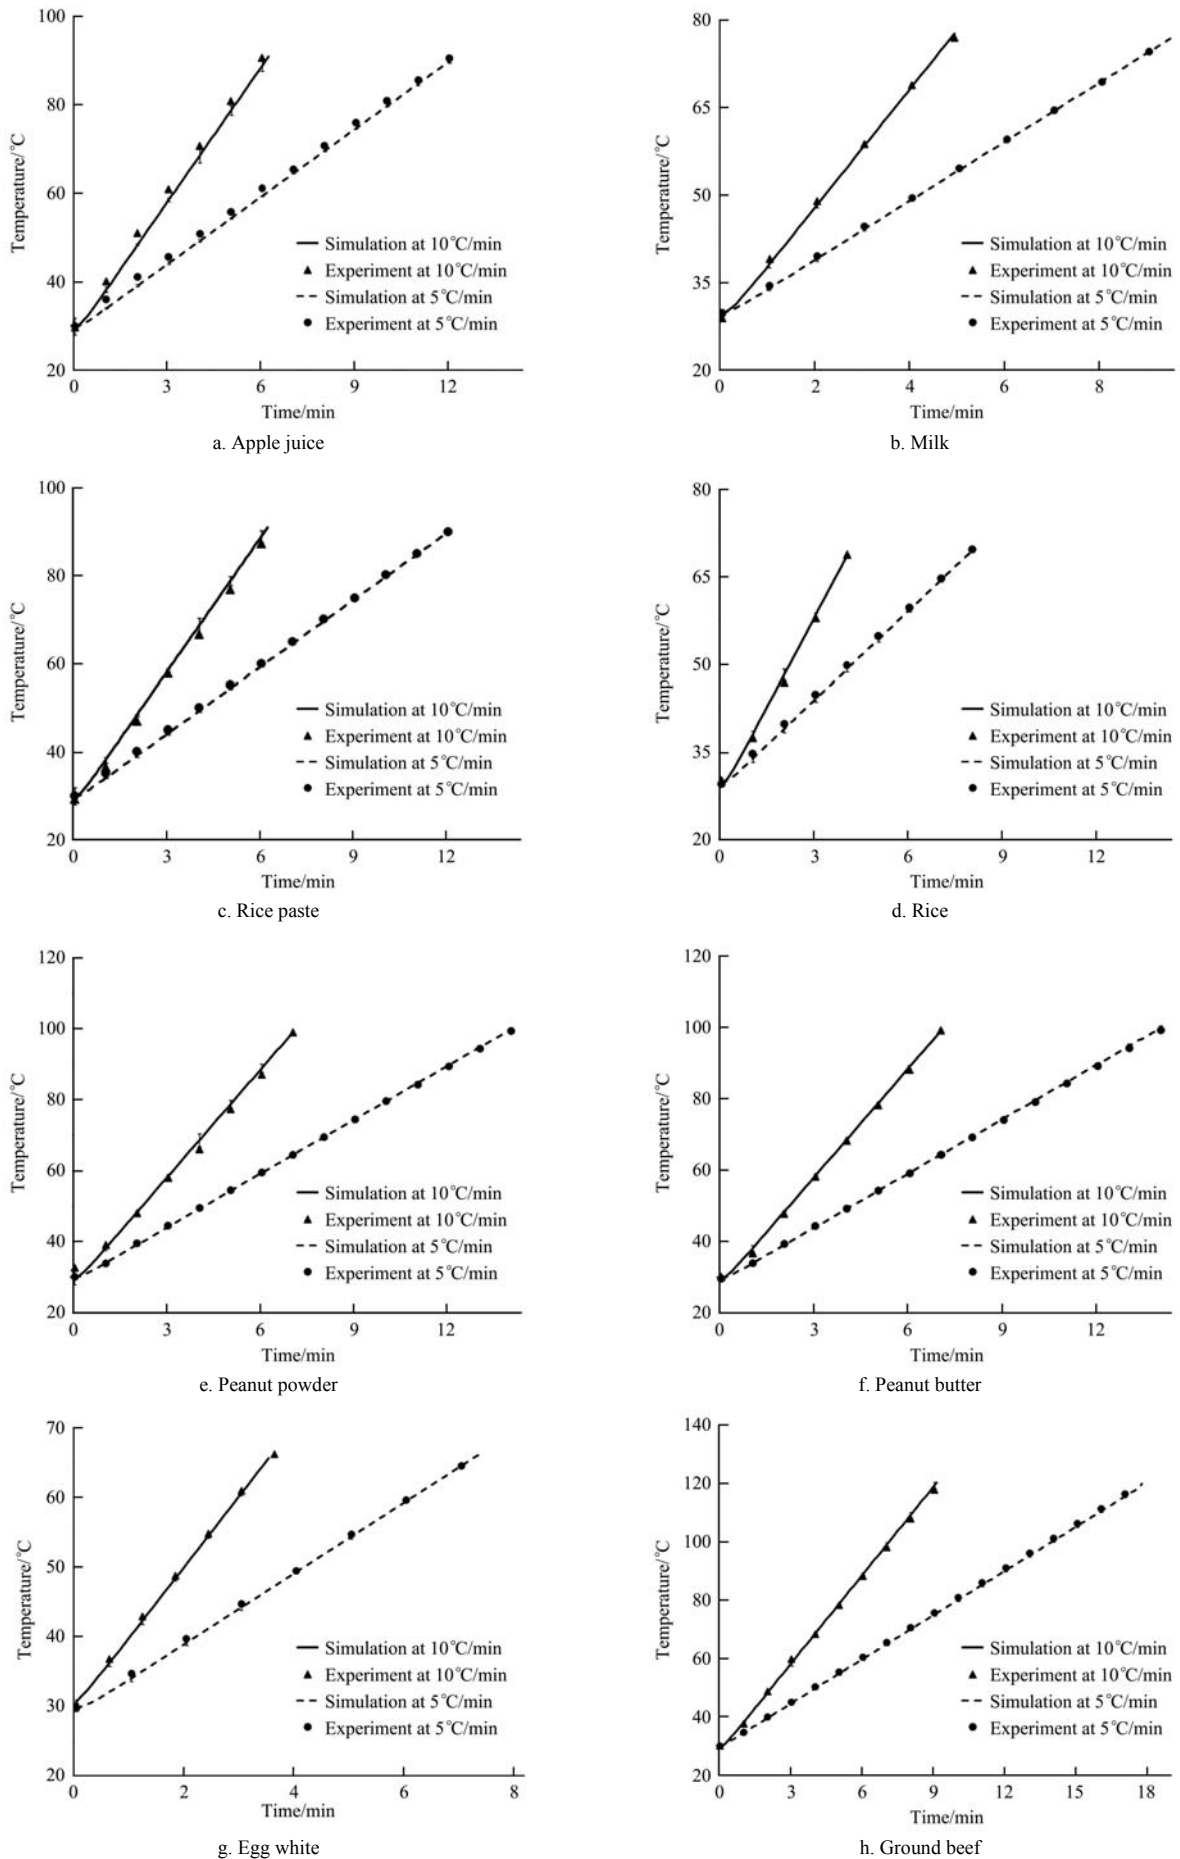 100
80
60
40
20
0
3
6
9
12
Temperature/°C
Time/min
Simulation at 10°C/min
Experiment at 10°C/min
Simulation at 5°C/min
Experiment at 5°C/min
a. Apple juice
80
65
50
35
20
0
2
4
6
8
Temperature/°C
Time/min
Simulation at 10°C/min
Experiment at 10°C/min
Simulation at 5°C/min
Experiment at 5°C/min
b. Milk
100
80
60
40
20
0
3
6
9
12
Temperature/°C
Time/min
Simulation at 10°C/min
Experiment at 10°C/min
Simulation at 5°C/min
Experiment at 5°C/min
c. Rice paste
80
65
50
35
20
0
3
6
9
12
Temperature/°C
Time/min
Simulation at 10°C/min
Experiment at 10°C/min
Simulation at 5°C/min
Experiment at 5°C/min
d. Rice
120
100
80
60
40
20
0
3
6
9
12
Temperature/°C
Time/min
Simulation at 10°C/min
Experiment at 10°C/min
Simulation at 5°C/min
Experiment at 5°C/min
e. Peanut powder
120
100
80
60
40
20
0
3
6
9
12
Temperature/°C
Time/min
Simulation at 10°C/min
Experiment at 10°C/min
Simulation at 5°C/min
Experiment at 5°C/min
f. Peanut butter
70
60
50
40
30
20
0
2
4
6
8
Temperature/°C
Time/min
Simulation at 10°C/min
Experiment at 10°C/min
Simulation at 5°C/min
Experiment at 5°C/min
g. Egg white
140
120
100
80
60
40
20
0
3
6
9
12
15
18
Temperature/°C
Time/min
Simulation at 10°C/min
Experiment at 10°C/min
Simulation at 5°C/min
Experiment at 5°C/min
h. Ground beef